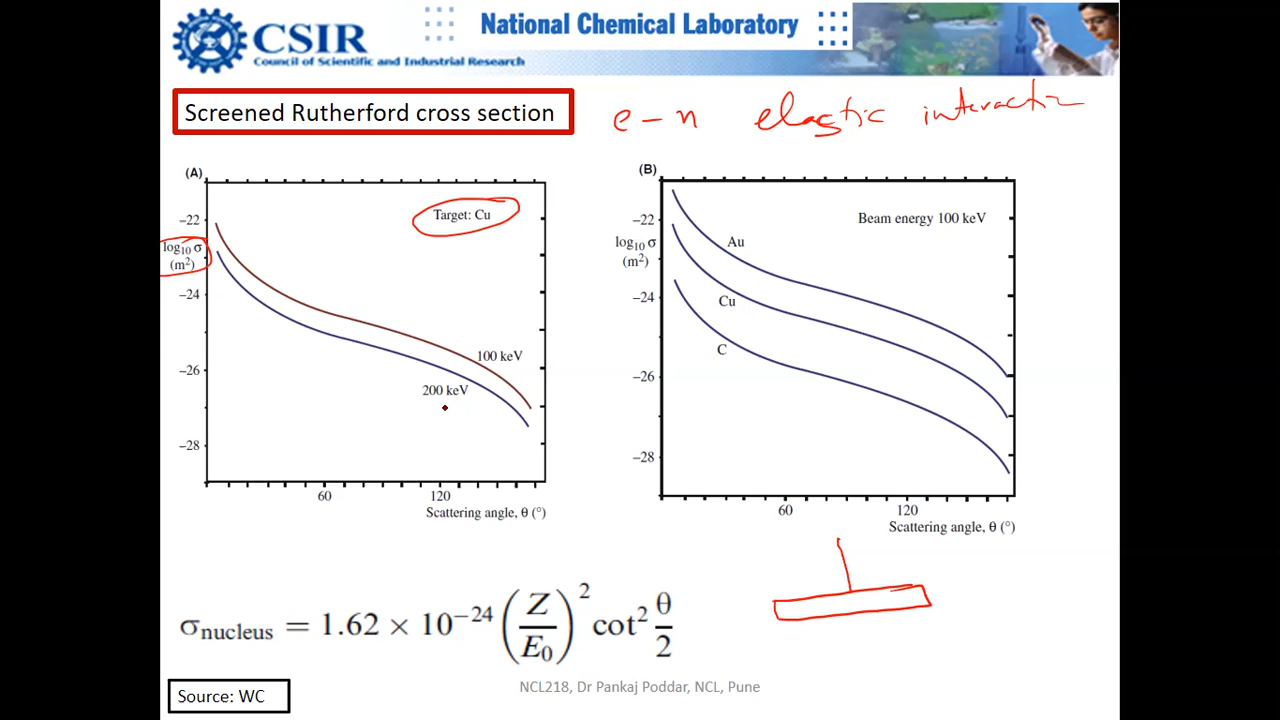 CSIR
Council of Scientific and Industrial Research
National Chemical Laboratory
Screened Rutherford cross section
e – n elastic interaction
(A)
Target: Cu
–22
log₁₀ σ
(m²)
–24
–26
–28
100 keV
200 keV
60 120
Scattering angle, θ (°)
(B)
Beam energy 100 keV
–22
log₁₀ σ
(m²)
–24
–26
–28
Au
Cu
C
60 120
Scattering angle, θ (°)
σnucleus = 1.62 × 10⁻²⁴ (Z/E₀)² cot² θ/2
NCL218, Dr Pankaj Poddar, NCL, Pune
Source: WC